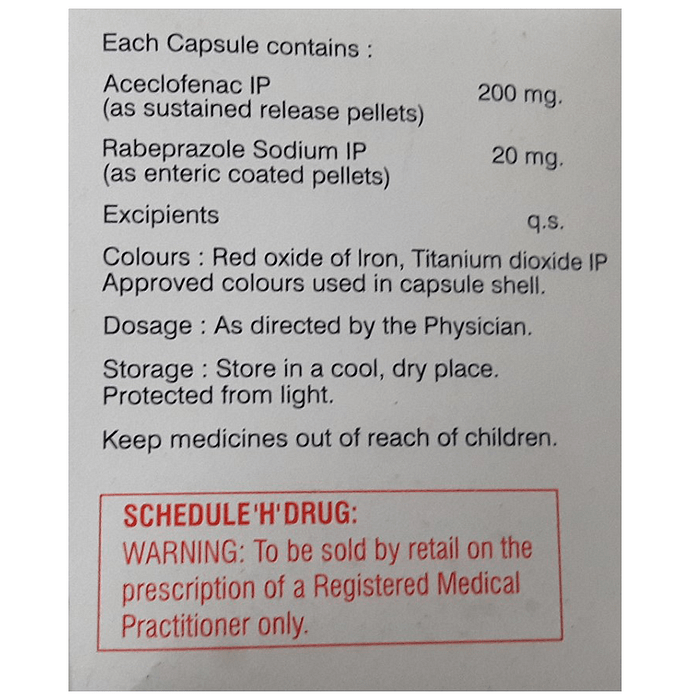 Each Capsule contains :
Aceclofenac IP 200 mg.
(as sustained release pellets)
Rabeprazole Sodium IP 20 mg.
(as enteric coated pellets)
Excipients q.s.
Colours : Red oxide of Iron, Titanium dioxide IP
Approved colours used in capsule shell.
Dosage : As directed by the Physician.
Storage : Store in a cool, dry place.
Protected from light.
Keep medicines out of reach of children.
SCHEDULE 'H' DRUG:
WARNING: To be sold by retail on the
prescription of a Registered Medical
Practitioner only.